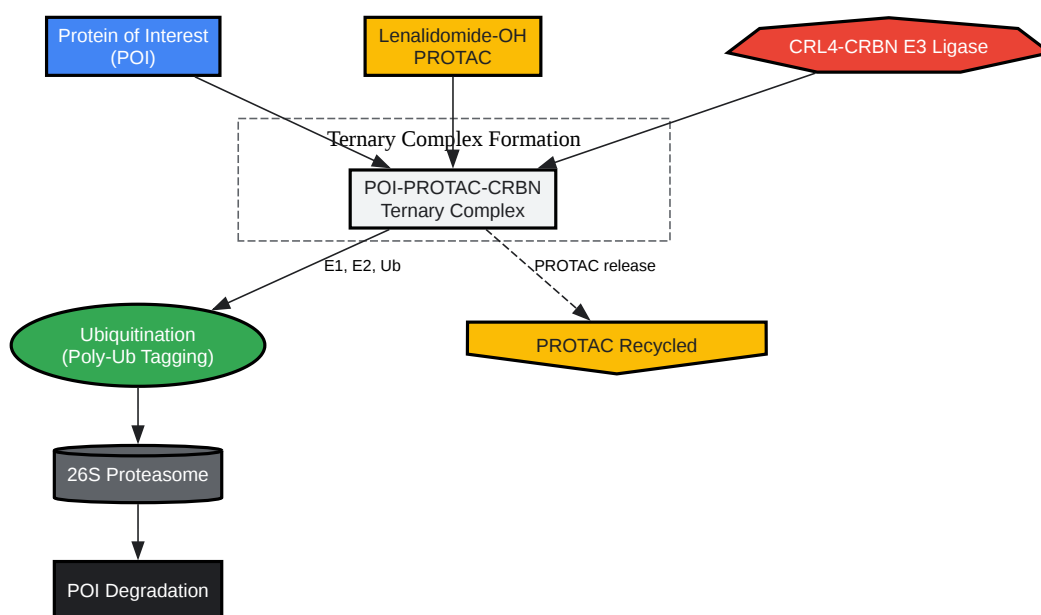 Protein of Interest
(POI)
Lenalidomide-OH
PROTAC
CRL4-CRBN E3 Ligase
Ternary Complex Formation
POI-PROTAC-CRBN
Ternary Complex
E1, E2, Ub
PROTAC release
Ubiquitination
(Poly-Ub Tagging)
PROTAC Recycled
26S Proteasome
POI Degradation